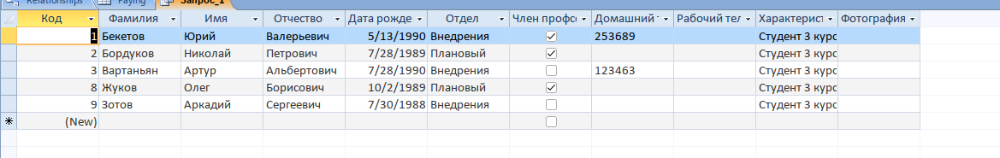 Relationships Paying Запрос_1
Код Фамилия Имя Отчество Дата рожде Отдел Член профс Домашний т Рабочий тел Характерист Фотография
1 Бекетов Юрий Валерьевич 5/13/1990 Внедрения 253689 Студент 3 курс
2 Бордуков Николай Петрович 7/28/1989 Плановый Студент 3 курс
3 Вартаньян Артур Альбертович 7/28/1990 Внедрения 123463 Студент 3 курс
8 Жуков Олег Борисович 10/2/1989 Плановый Студент 3 курс
9 Зотов Аркадий Сергеевич 7/30/1988 Внедрения Студент 3 курс
(New)